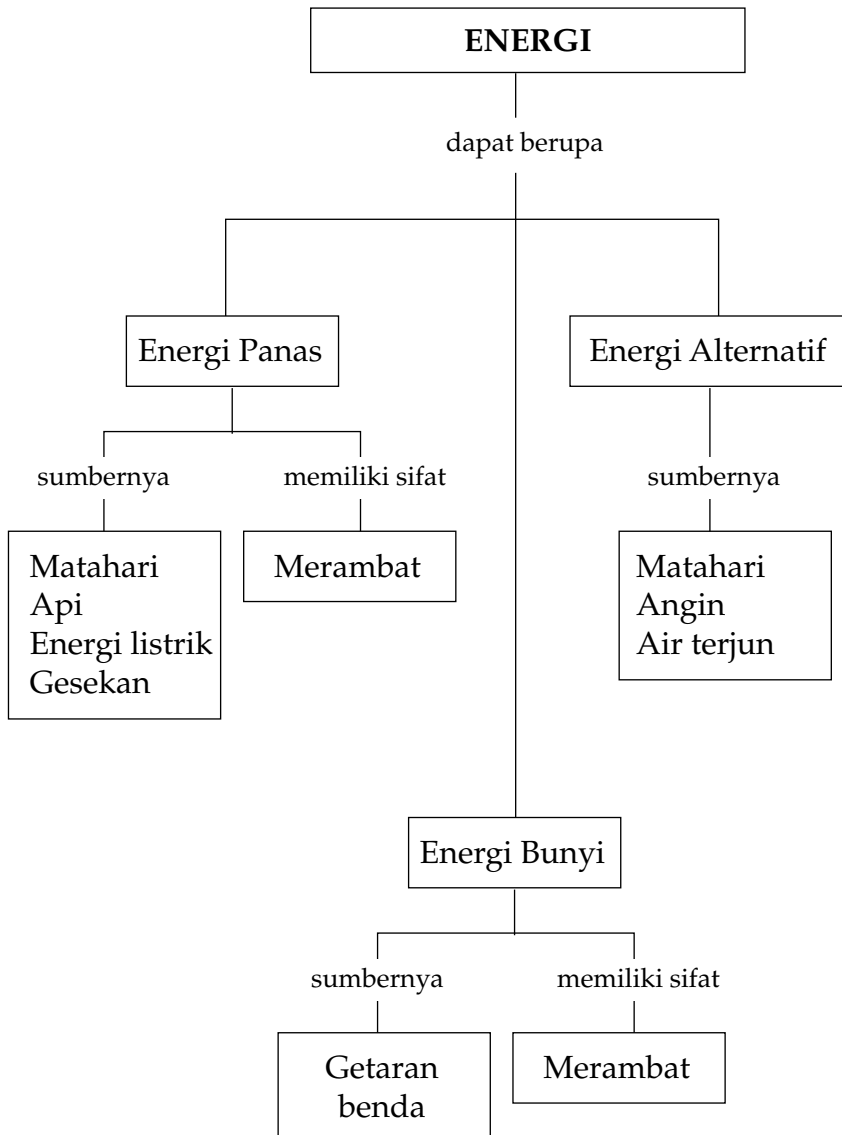 ENERGI
dapat berupa
Energi Panas
Energi Alternatif
sumbernya
memiliki sifat
sumbernya
Matahari
Api
Energi listrik
Gesekan
Merambat
Matahari
Angin
Air terjun
Energi Bunyi
sumbernya
memiliki sifat
Getaran
benda
Merambat